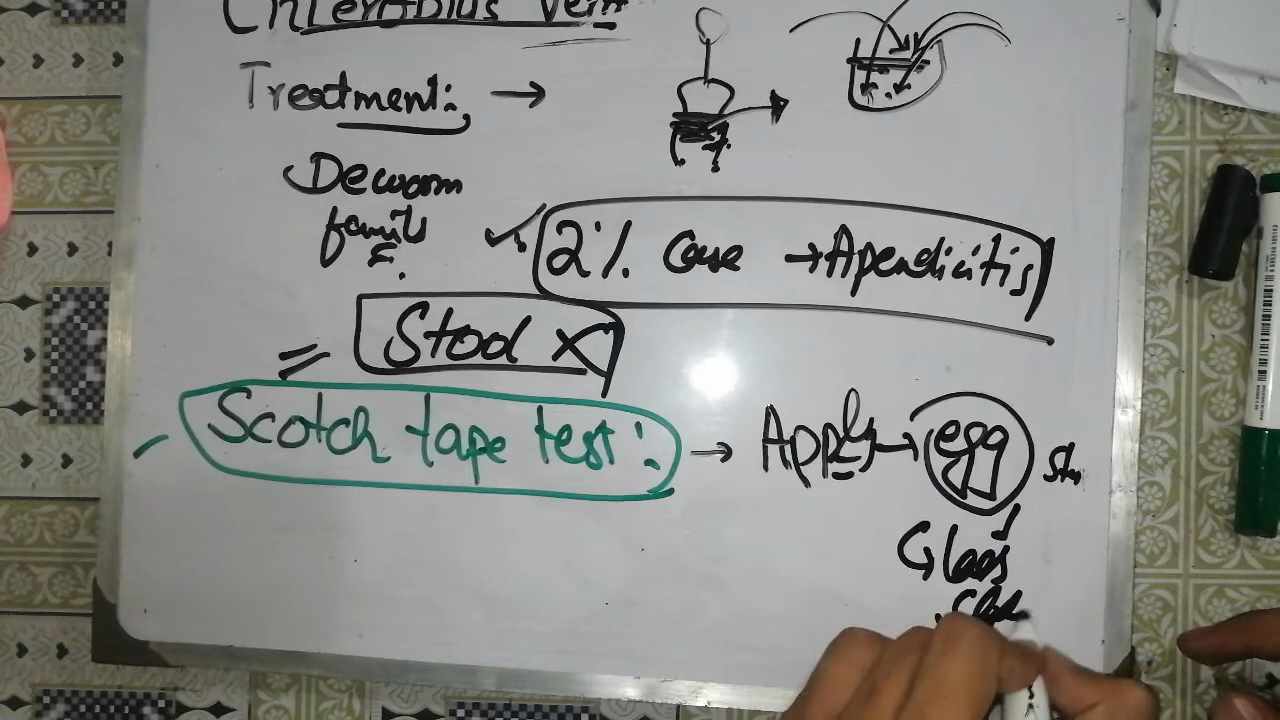 Treatment: →
Deworm
family
2% Case → Apendicitis
Stool X
Scotch tape test: → Apply → egg
Glass